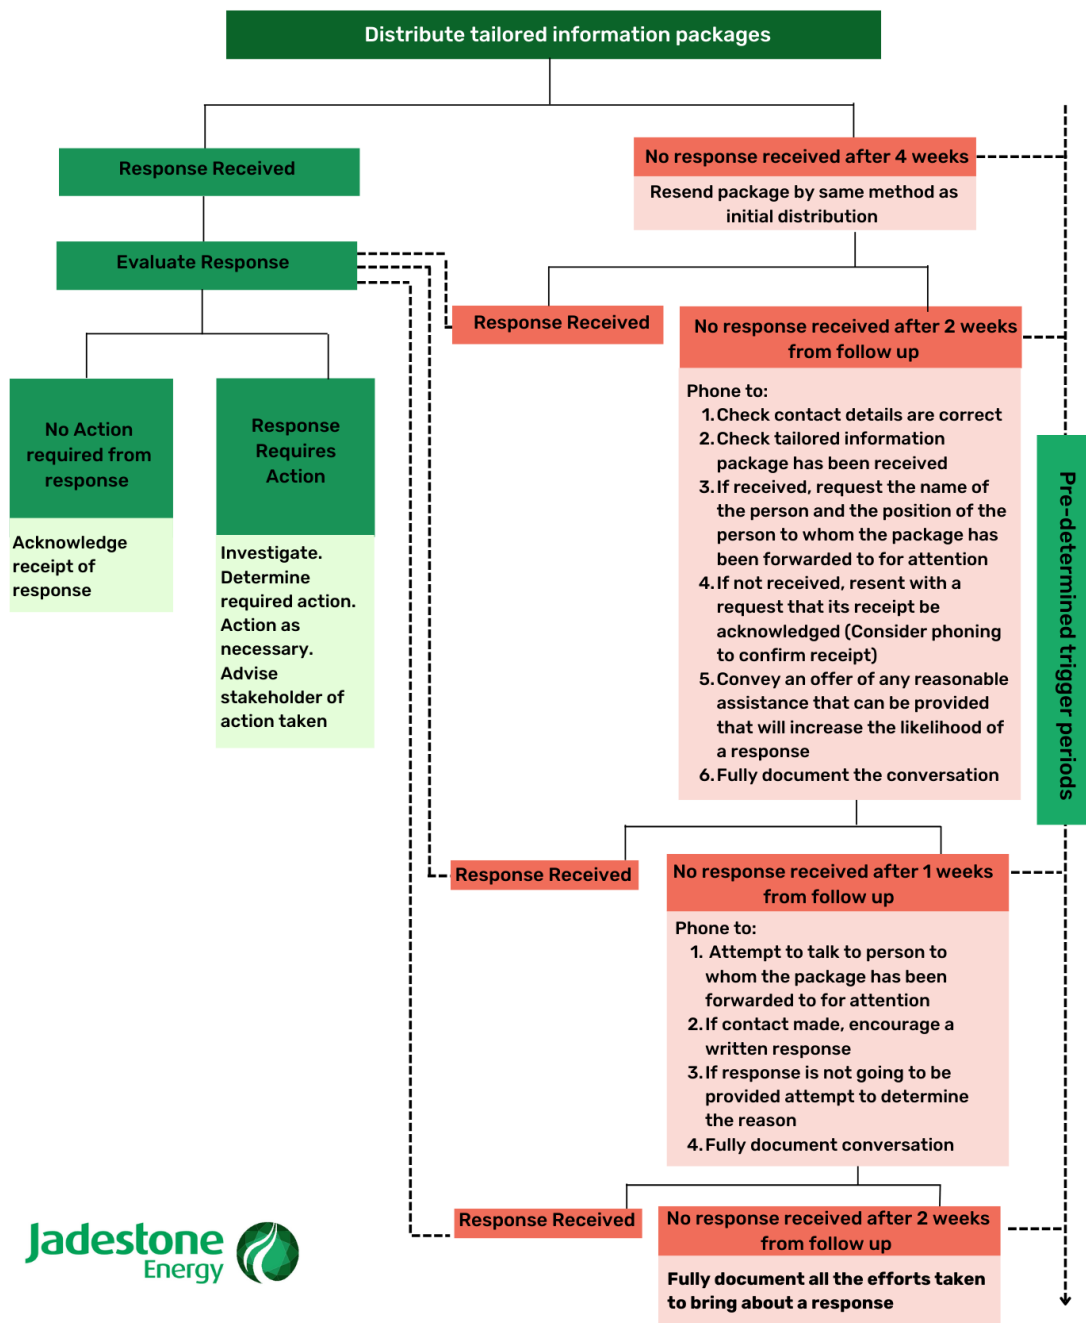 Distribute tailored information packages
Response Received
No response received after 4 weeks
Resend package by same method as
initial distribution
Evaluate Response
Response Received
No response received after 2 weeks
from follow up
No Action
required from
response
Acknowledge
receipt of
response
Response
Requires
Action
Investigate.
Determine
required action.
Action as
necessary.
Advise
stakeholder of
action taken
Phone to:
1. Check contact details are correct
2. Check tailored information
package has been received
3. If received, request the name of
the person and the position of the
person to whom the package has
been forwarded to for attention
4. If not received, resent with a
request that its receipt be
acknowledged (Consider phoning
to confirm receipt)
5. Convey an offer of any reasonable
assistance that can be provided
that will increase the likelihood of
a response
6. Fully document the conversation
Pre-determined trigger periods
Response Received
No response received after 1 weeks
from follow up
Phone to:
1. Attempt to talk to person to
whom the package has been
forwarded to for attention
2. If contact made, encourage a
written response
3. If response is not going to be
provided attempt to determine
the reason
4. Fully document conversation
Response Received
No response received after 2 weeks
from follow up
Fully document all the efforts taken
to bring about a response
Jadestone
Energy